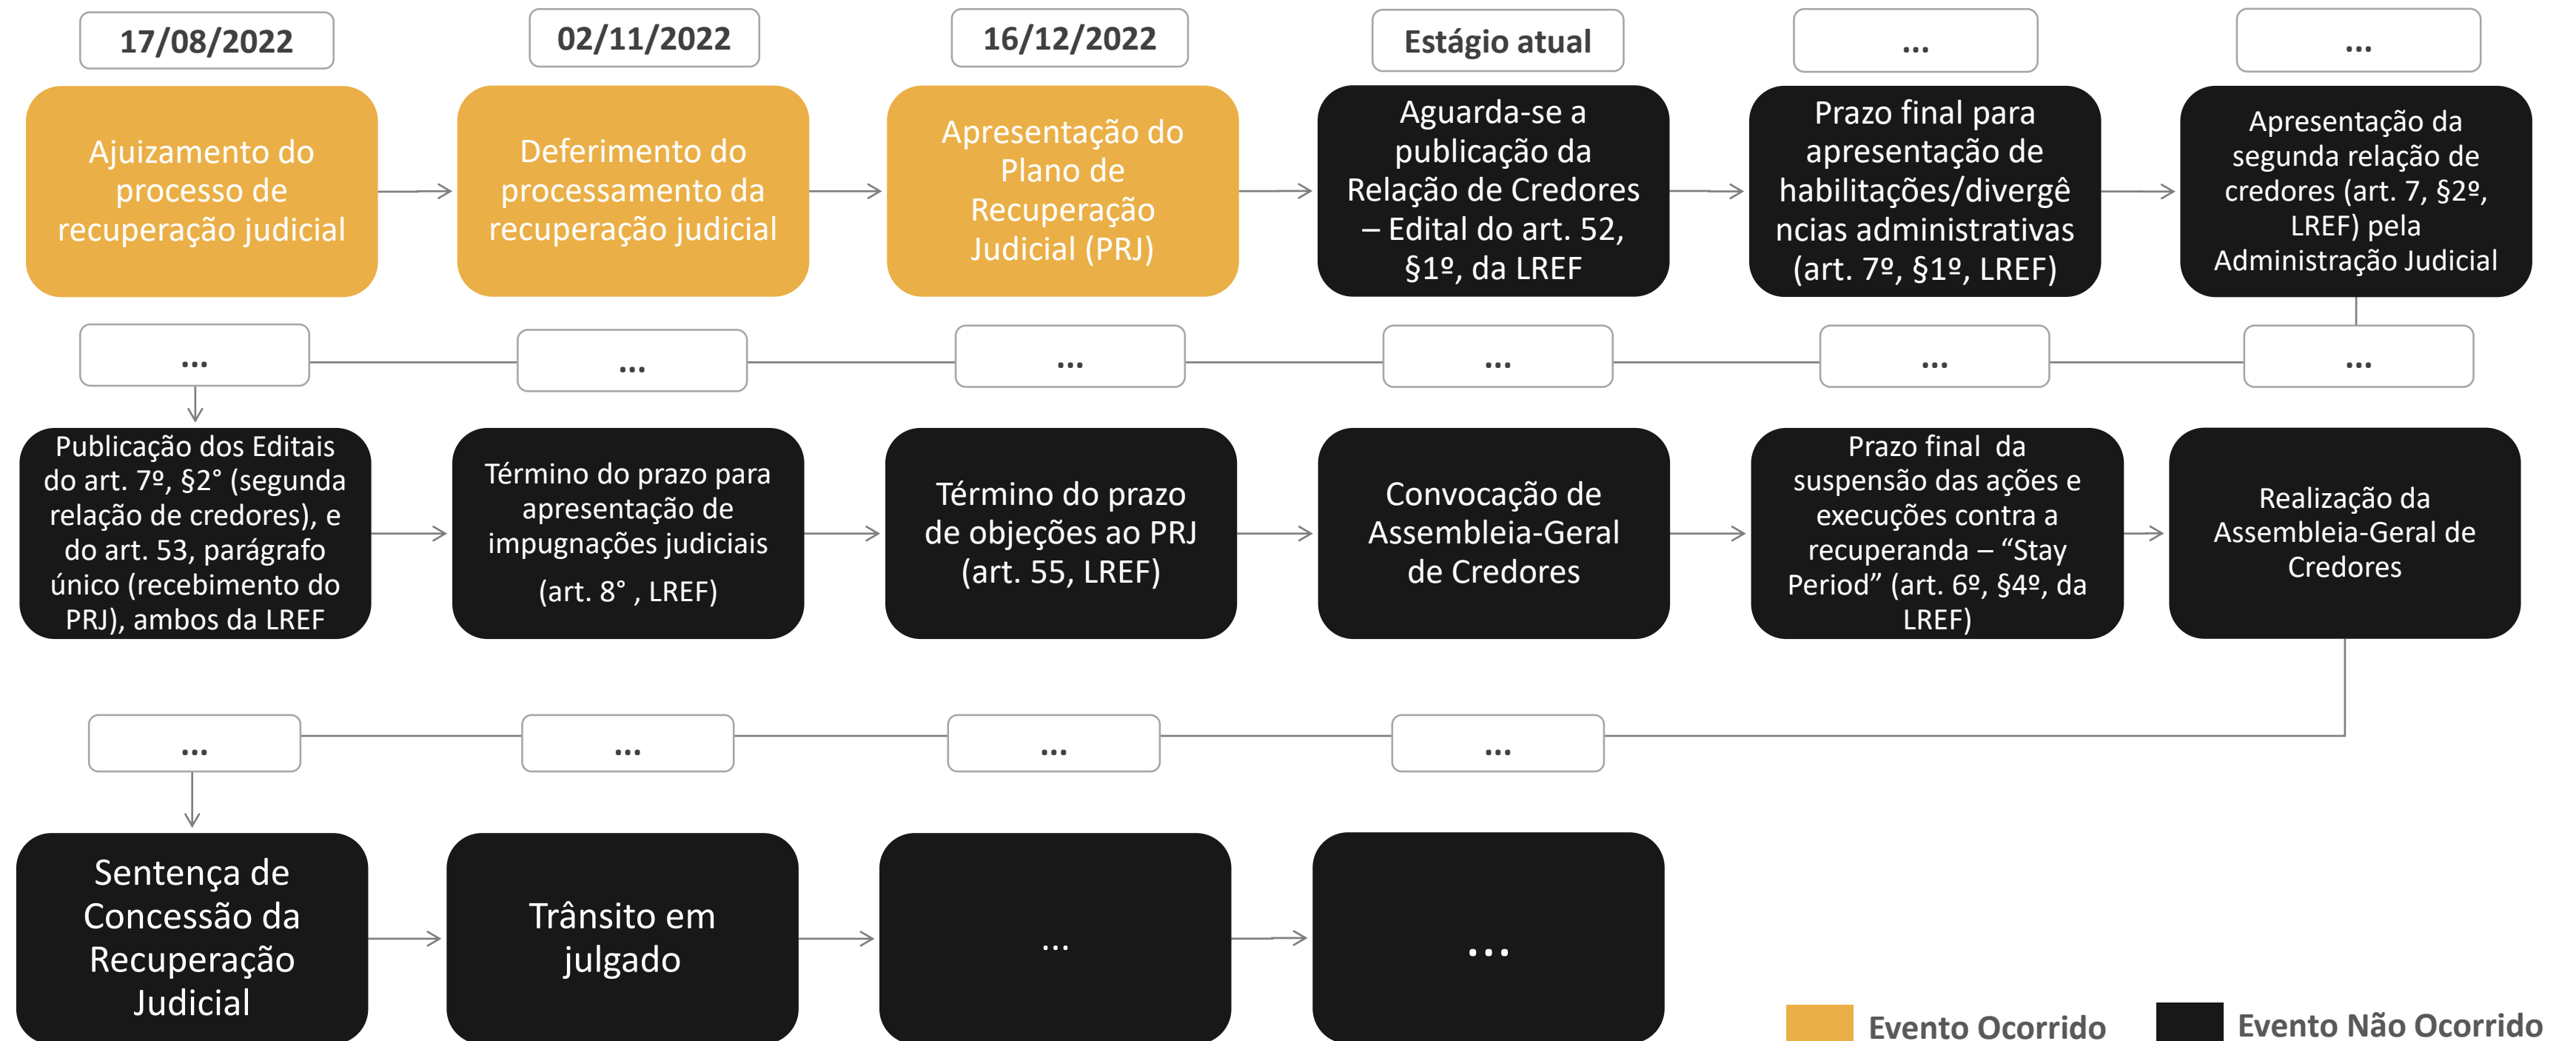 17/08/2022
02/11/2022
16/12/2022
Estágio atual
...
...
Ajuizamento do
processo de
recuperação judicial
Deferimento do
processamento da
recuperação judicial
Apresentação do
Plano de
Recuperação
Judicial (PRJ)
Aguarda-se a
publicação da
Relação de Credores
– Edital do art. 52,
§1º, da LREF
Prazo final para
apresentação de
habilitações/divergê
ncias administrativas
(art. 7º, §1º, LREF)
Apresentação da
segunda relação de
credores (art. 7, §2º,
LREF) pela
Administração Judicial
...
...
...
...
...
...
Publicação dos Editais
do art. 7º, §2° (segunda
relação de credores), e
do art. 53, parágrafo
único (recebimento do
PRJ), ambos da LREF
Término do prazo para
apresentação de
impugnações judiciais
(art. 8° , LREF)
Término do prazo
de objeções ao PRJ
(art. 55, LREF)
Convocação de
Assembleia-Geral
de Credores
Prazo final  da
suspensão das ações e
execuções contra a
recuperanda – “Stay
Period” (art. 6º, §4º, da
LREF)
Realização da
Assembleia-Geral de
Credores
...
...
...
...
Sentença de
Concessão da
Recuperação
Judicial
Trânsito em
julgado
...
...
Evento Ocorrido
Evento Não Ocorrido